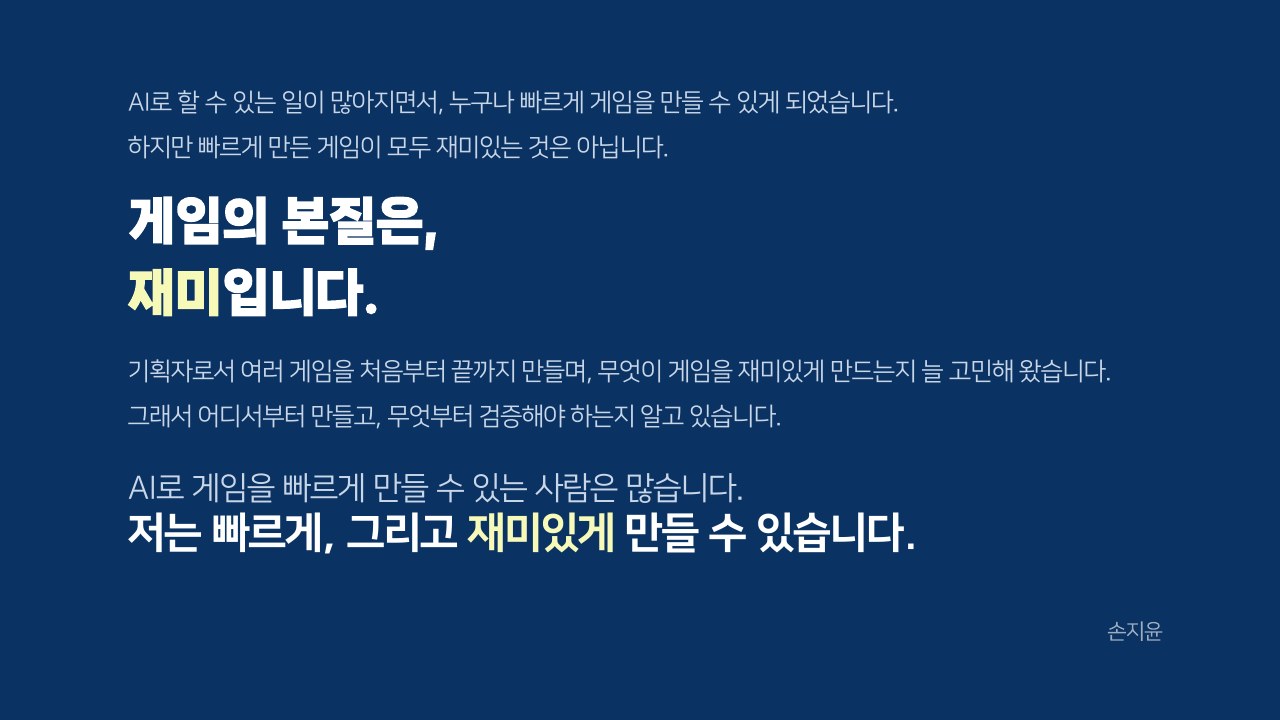 AI로 할 수 있는 일이 많아지면서, 누구나 빠르게 게임을 만들 수 있게 되었습니다.
하지만 빠르게 만든 게임이 모두 재미있는 것은 아닙니다.
게임의 본질은,
재미입니다.
기획자로서 여러 게임을 처음부터 끝까지 만들며, 무엇이 게임을 재미있게 만드는지 늘 고민해 왔습니다.
그래서 어디서부터 만들고, 무엇부터 검증해야 하는지 알고 있습니다.
AI로 게임을 빠르게 만들 수 있는 사람은 많습니다.
저는 빠르게, 그리고 재미있게 만들 수 있습니다.
손지윤